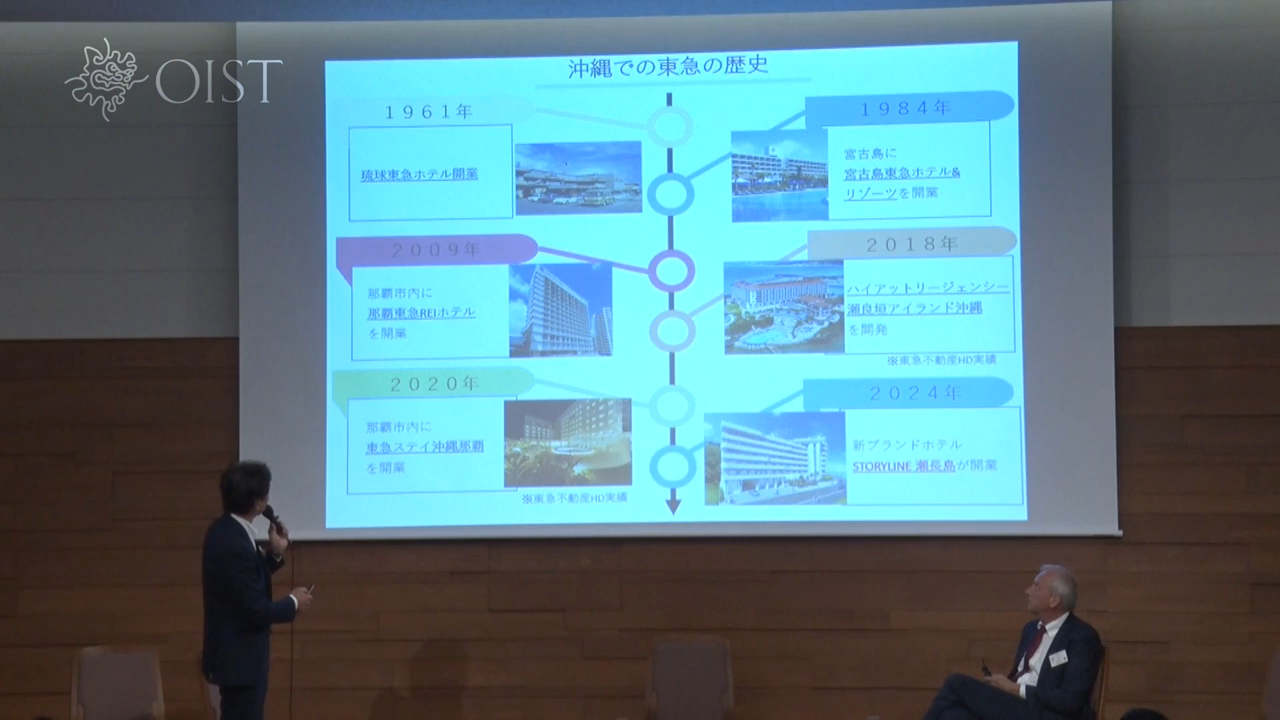 OIST
沖縄での東急の歴史
1961年
琉球東急ホテル開業
1984年
宮古島に
宮古島東急ホテル&
リゾーツを開業
2009年
那覇市内に
那覇東急REIホテル
を開業
2018年
ハイアットリージェンシー
瀬良垣アイランド沖縄
を開発
※東急不動産HD実績
2020年
那覇市内に
東急ステイ沖縄那覇
を開業
※東急不動産HD実績
2024年
新ブランドホテル
STORYLINE 瀬長島が開業